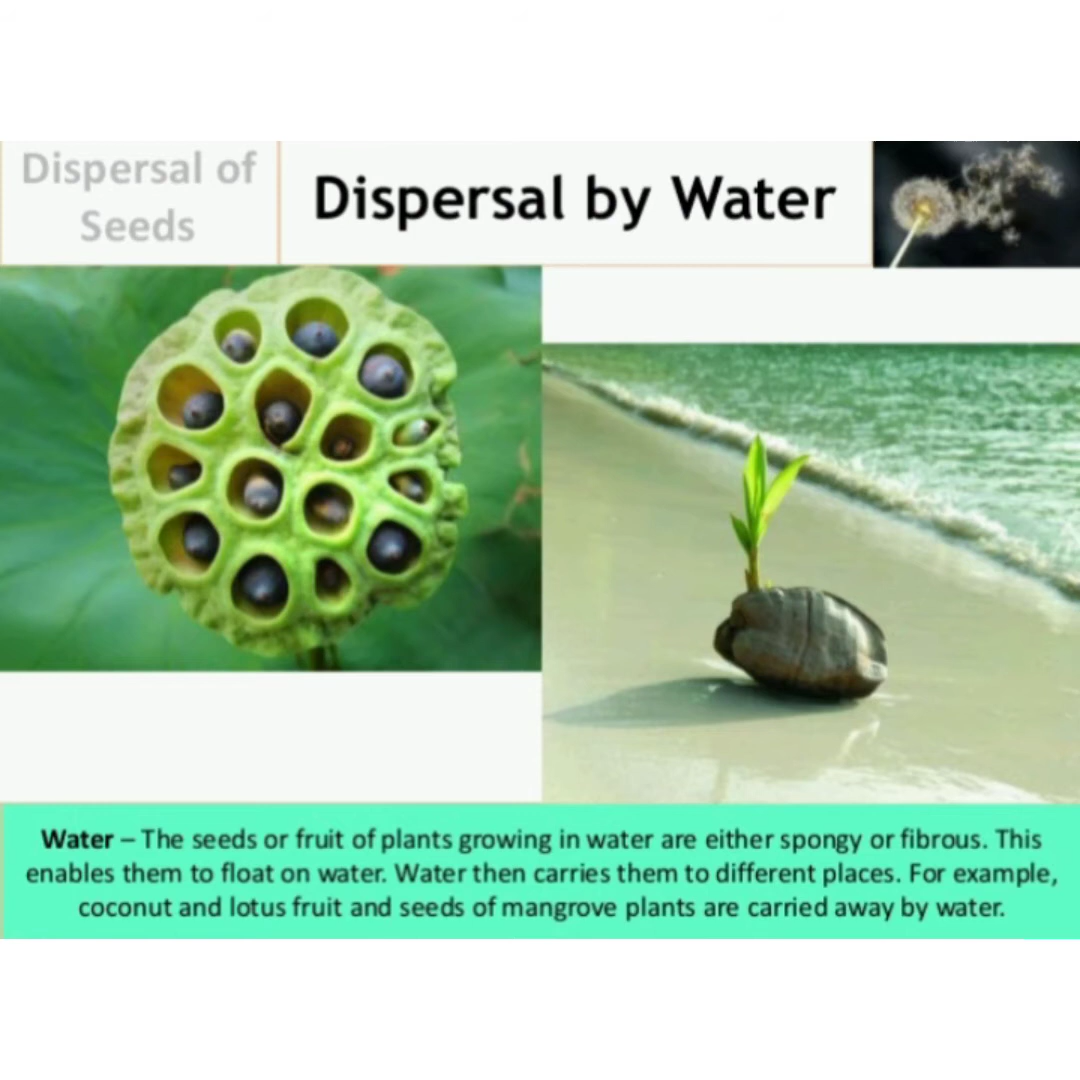 Dispersal of
Seeds
Dispersal by Water
Water – The seeds or fruit of plants growing in water are either spongy or fibrous. This
enables them to float on water. Water then carries them to different places. For example,
coconut and lotus fruit and seeds of mangrove plants are carried away by water.